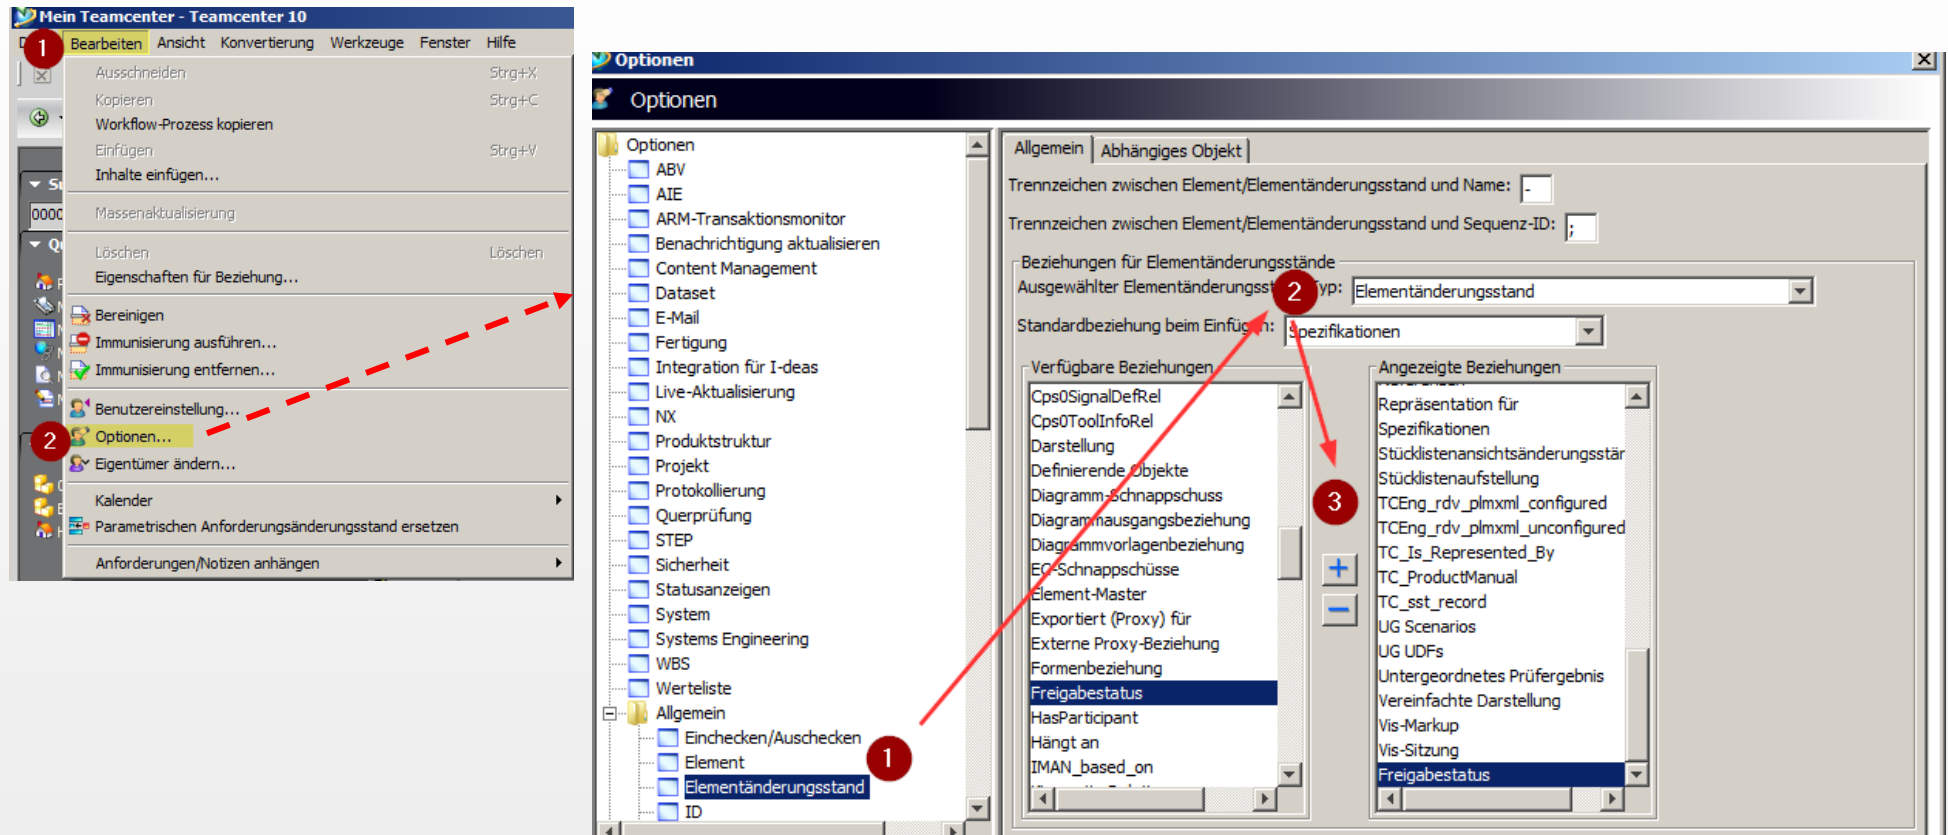 Mein Teamcenter - Teamcenter 10
1
Bearbeiten Ansicht Konvertierung Werkzeuge Fenster Hilfe
Ausschneiden Strg+X
Kopieren Strg+C
Workflow-Prozess kopieren
Einfügen Strg+V
Inhalte einfügen...
Massenaktualisierung
Löschen Löschen
Eigenschaften für Beziehung...
Bereinigen
Immunisierung ausführen...
Immunisierung entfernen...
Benutzereinstellung...
2 Optionen...
Eigentümer ändern...
Kalender
Parametrischen Anforderungsänderungsstand ersetzen
Anforderungen/Notizen anhängen
Optionen
Optionen
Optionen
ABV
AIE
ARM-Transaktionsmonitor
Benachrichtigung aktualisieren
Content Management
Dataset
E-Mail
Fertigung
Integration für I-deas
Live-Aktualisierung
NX
Produktstruktur
Projekt
Protokollierung
Querprüfung
STEP
Sicherheit
Statusanzeigen
System
Systems Engineering
WBS
Werteliste
Allgemein
Einchecken/Auschecken
Element
1
Elementänderungsstand
ID
Allgemein Abhängiges Objekt
Trennzeichen zwischen Element/Elementänderungsstand und Name: -
Trennzeichen zwischen Element/Elementänderungsstand und Sequenz-ID: ;
Beziehungen für Elementänderungsstände
Ausgewählter 2 Elementänderungsstand
Standardbeziehung beim Einfügen: Spezifikationen
Verfügbare Beziehungen
Cps0SignalDefRel
Cps0ToolInfoRel
Darstellung
Definierende Objekte
Diagramm-Schnappschuss
Diagrammausgangsbeziehung
Diagrammvorlagenbeziehung
EC-Schnappschüsse
Element-Master
Exportiert (Proxy) für
Externe Proxy-Beziehung
Formenbeziehung
Freigabestatus
HasParticipant
Hängt an
IMAN_based_on
3
+
−
Angezeigte Beziehungen
Repräsentation für
Spezifikationen
Stücklistenansichtsänderungsstär
Stücklistenaufstellung
TCEng_rdv_plmxml_configured
TCEng_rdv_plmxml_unconfigured
TC_Is_Represented_By
TC_ProductManual
TC_sst_record
UG Scenarios
UG UDFs
Untergeordnetes Prüfergebnis
Vereinfachte Darstellung
Vis-Markup
Vis-Sitzung
Freigabestatus